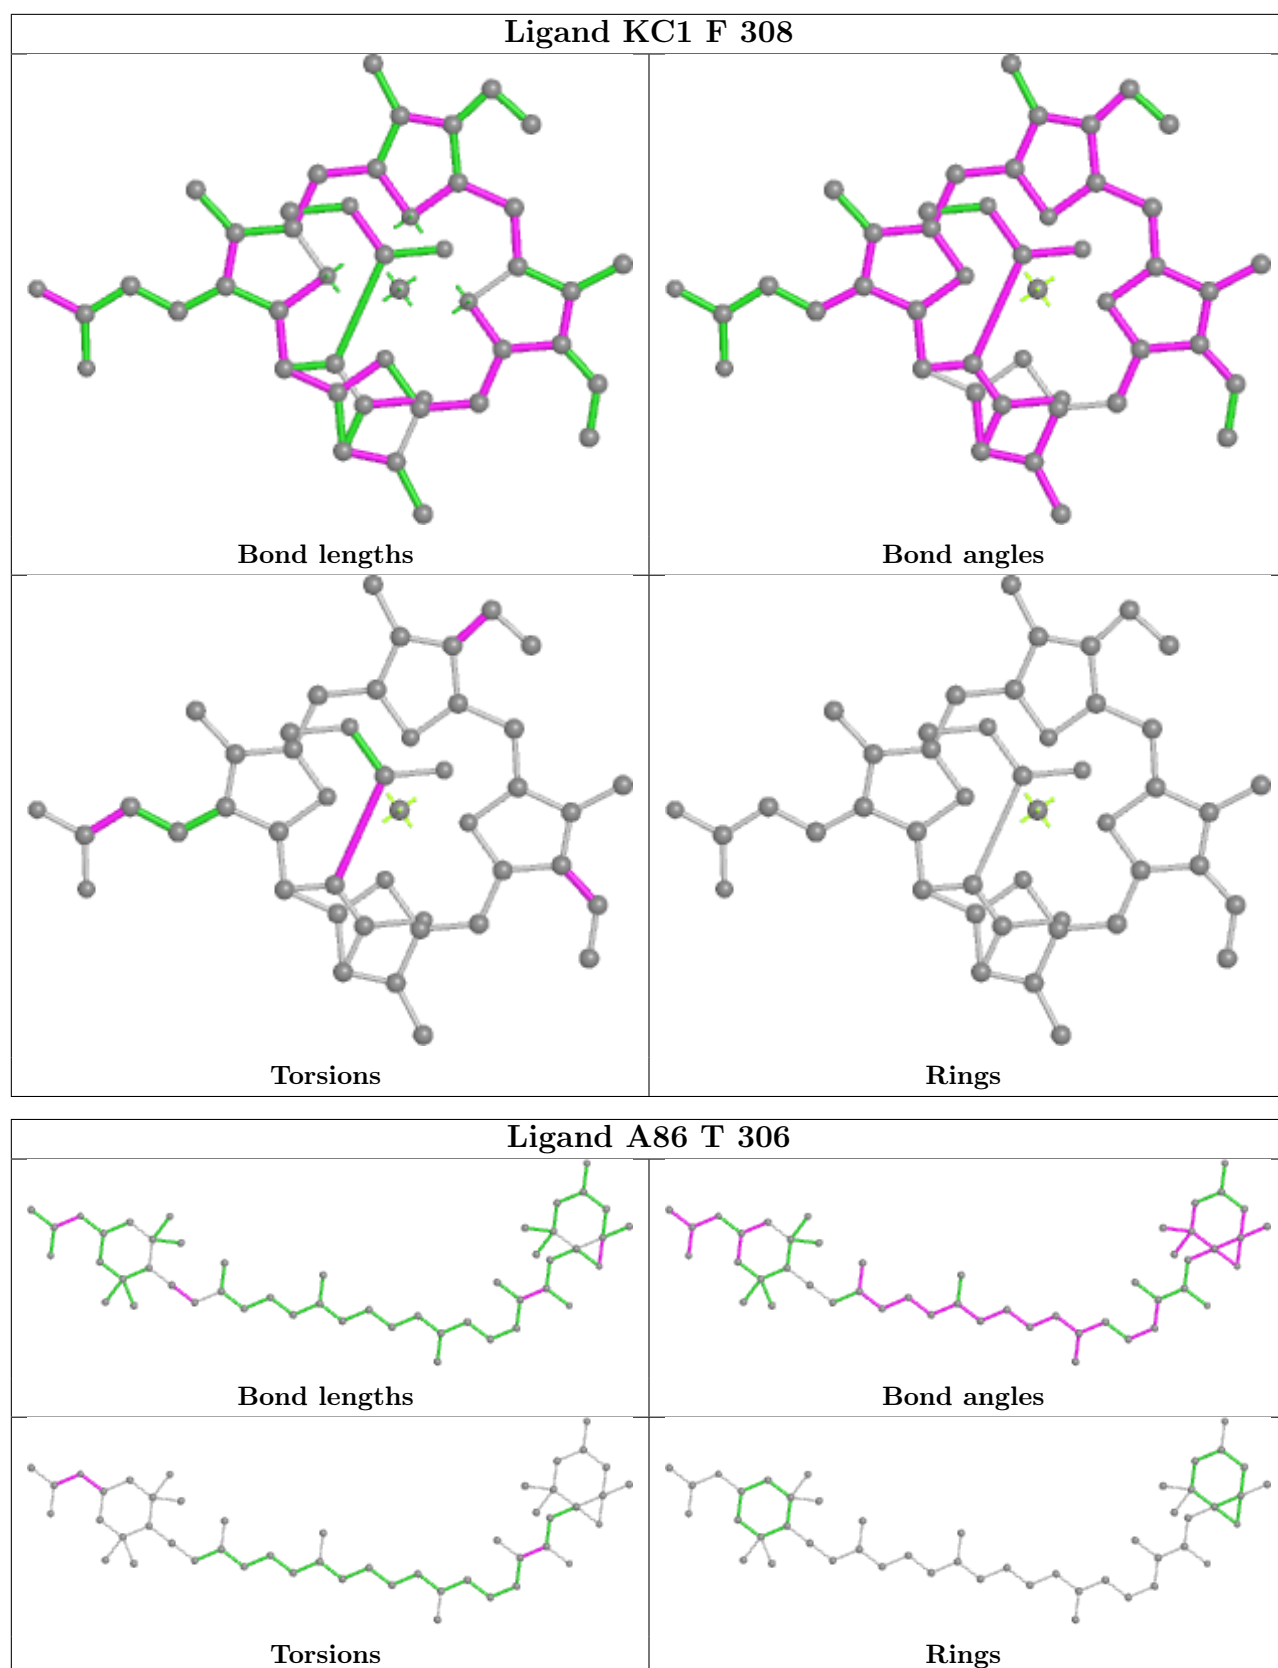 Ligand KC1 F 308
Bond lengths
Bond angles
Torsions
Rings
Ligand A86 T 306
Bond lengths
Bond angles
Torsions
Rings